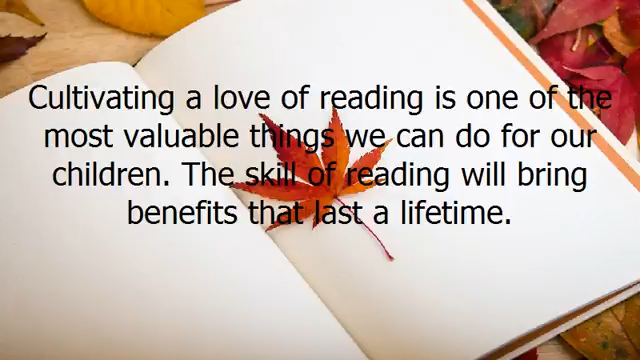 Cultivating a love of reading is one of the
most valuable things we can do for our
children. The skill of reading will bring
benefits that last a lifetime.